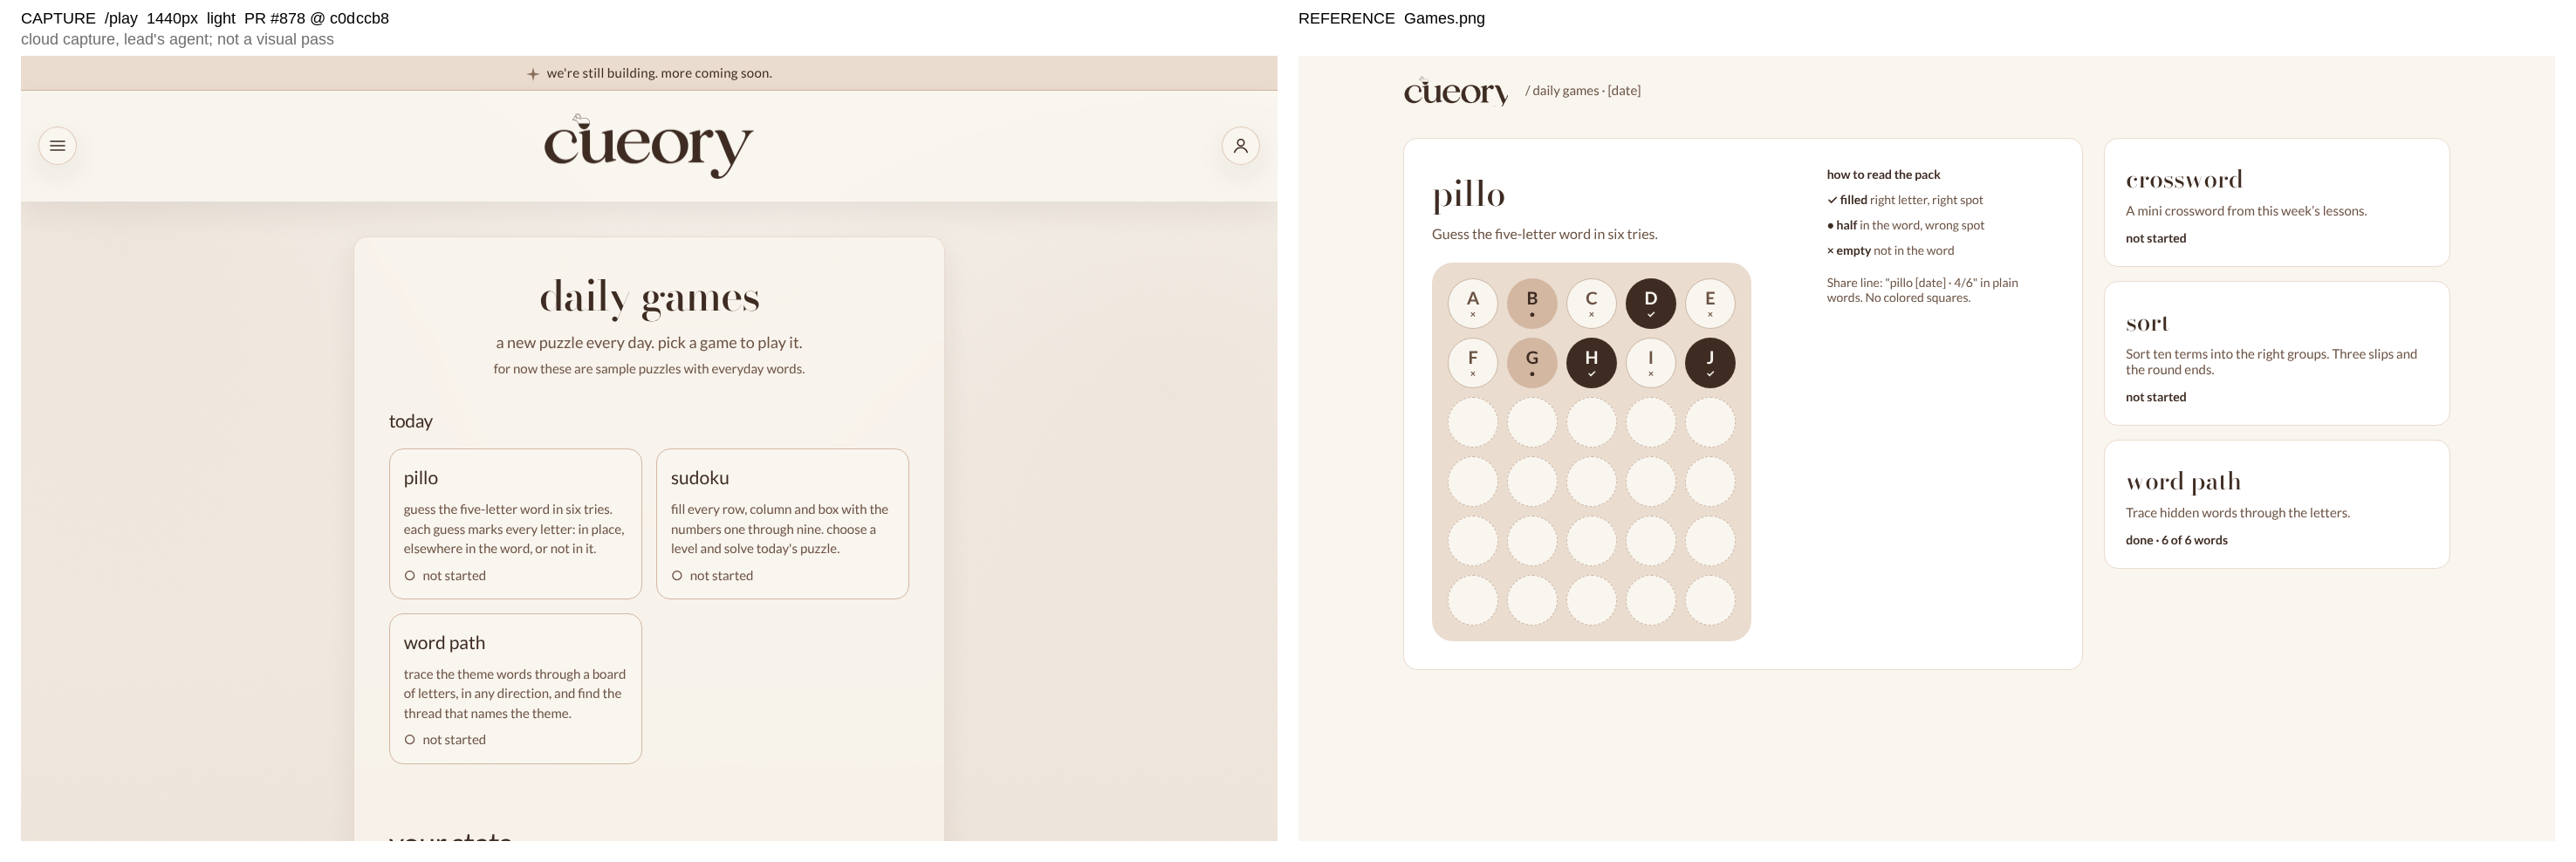 CAPTURE  /play  1440px  light  PR #878 @ c0dccb8
cloud capture, lead's agent; not a visual pass
we're still building. more coming soon.
cueory
daily games
a new puzzle every day. pick a game to play it.
for now these are sample puzzles with everyday words.
today
pillo
guess the five-letter word in six tries.
each guess marks every letter: in place,
elsewhere in the word, or not in it.
not started
sudoku
fill every row, column and box with the
numbers one through nine. choose a
level and solve today's puzzle.
not started
word path
trace the theme words through a board
of letters, in any direction, and find the
thread that names the theme.
not started
your stats
REFERENCE  Games.png
cueory / daily games · [date]
pillo
Guess the five-letter word in six tries.
A B C D E
× • × ✓ ×
F G H I J
× • ✓ × ✓
how to read the pack
✓ filled right letter, right spot
• half in the word, wrong spot
× empty not in the word
Share line: "pillo [date] · 4/6" in plain
words. No colored squares.
crossword
A mini crossword from this week's lessons.
not started
sort
Sort ten terms into the right groups. Three slips and
the round ends.
not started
word path
Trace hidden words through the letters.
done · 6 of 6 words